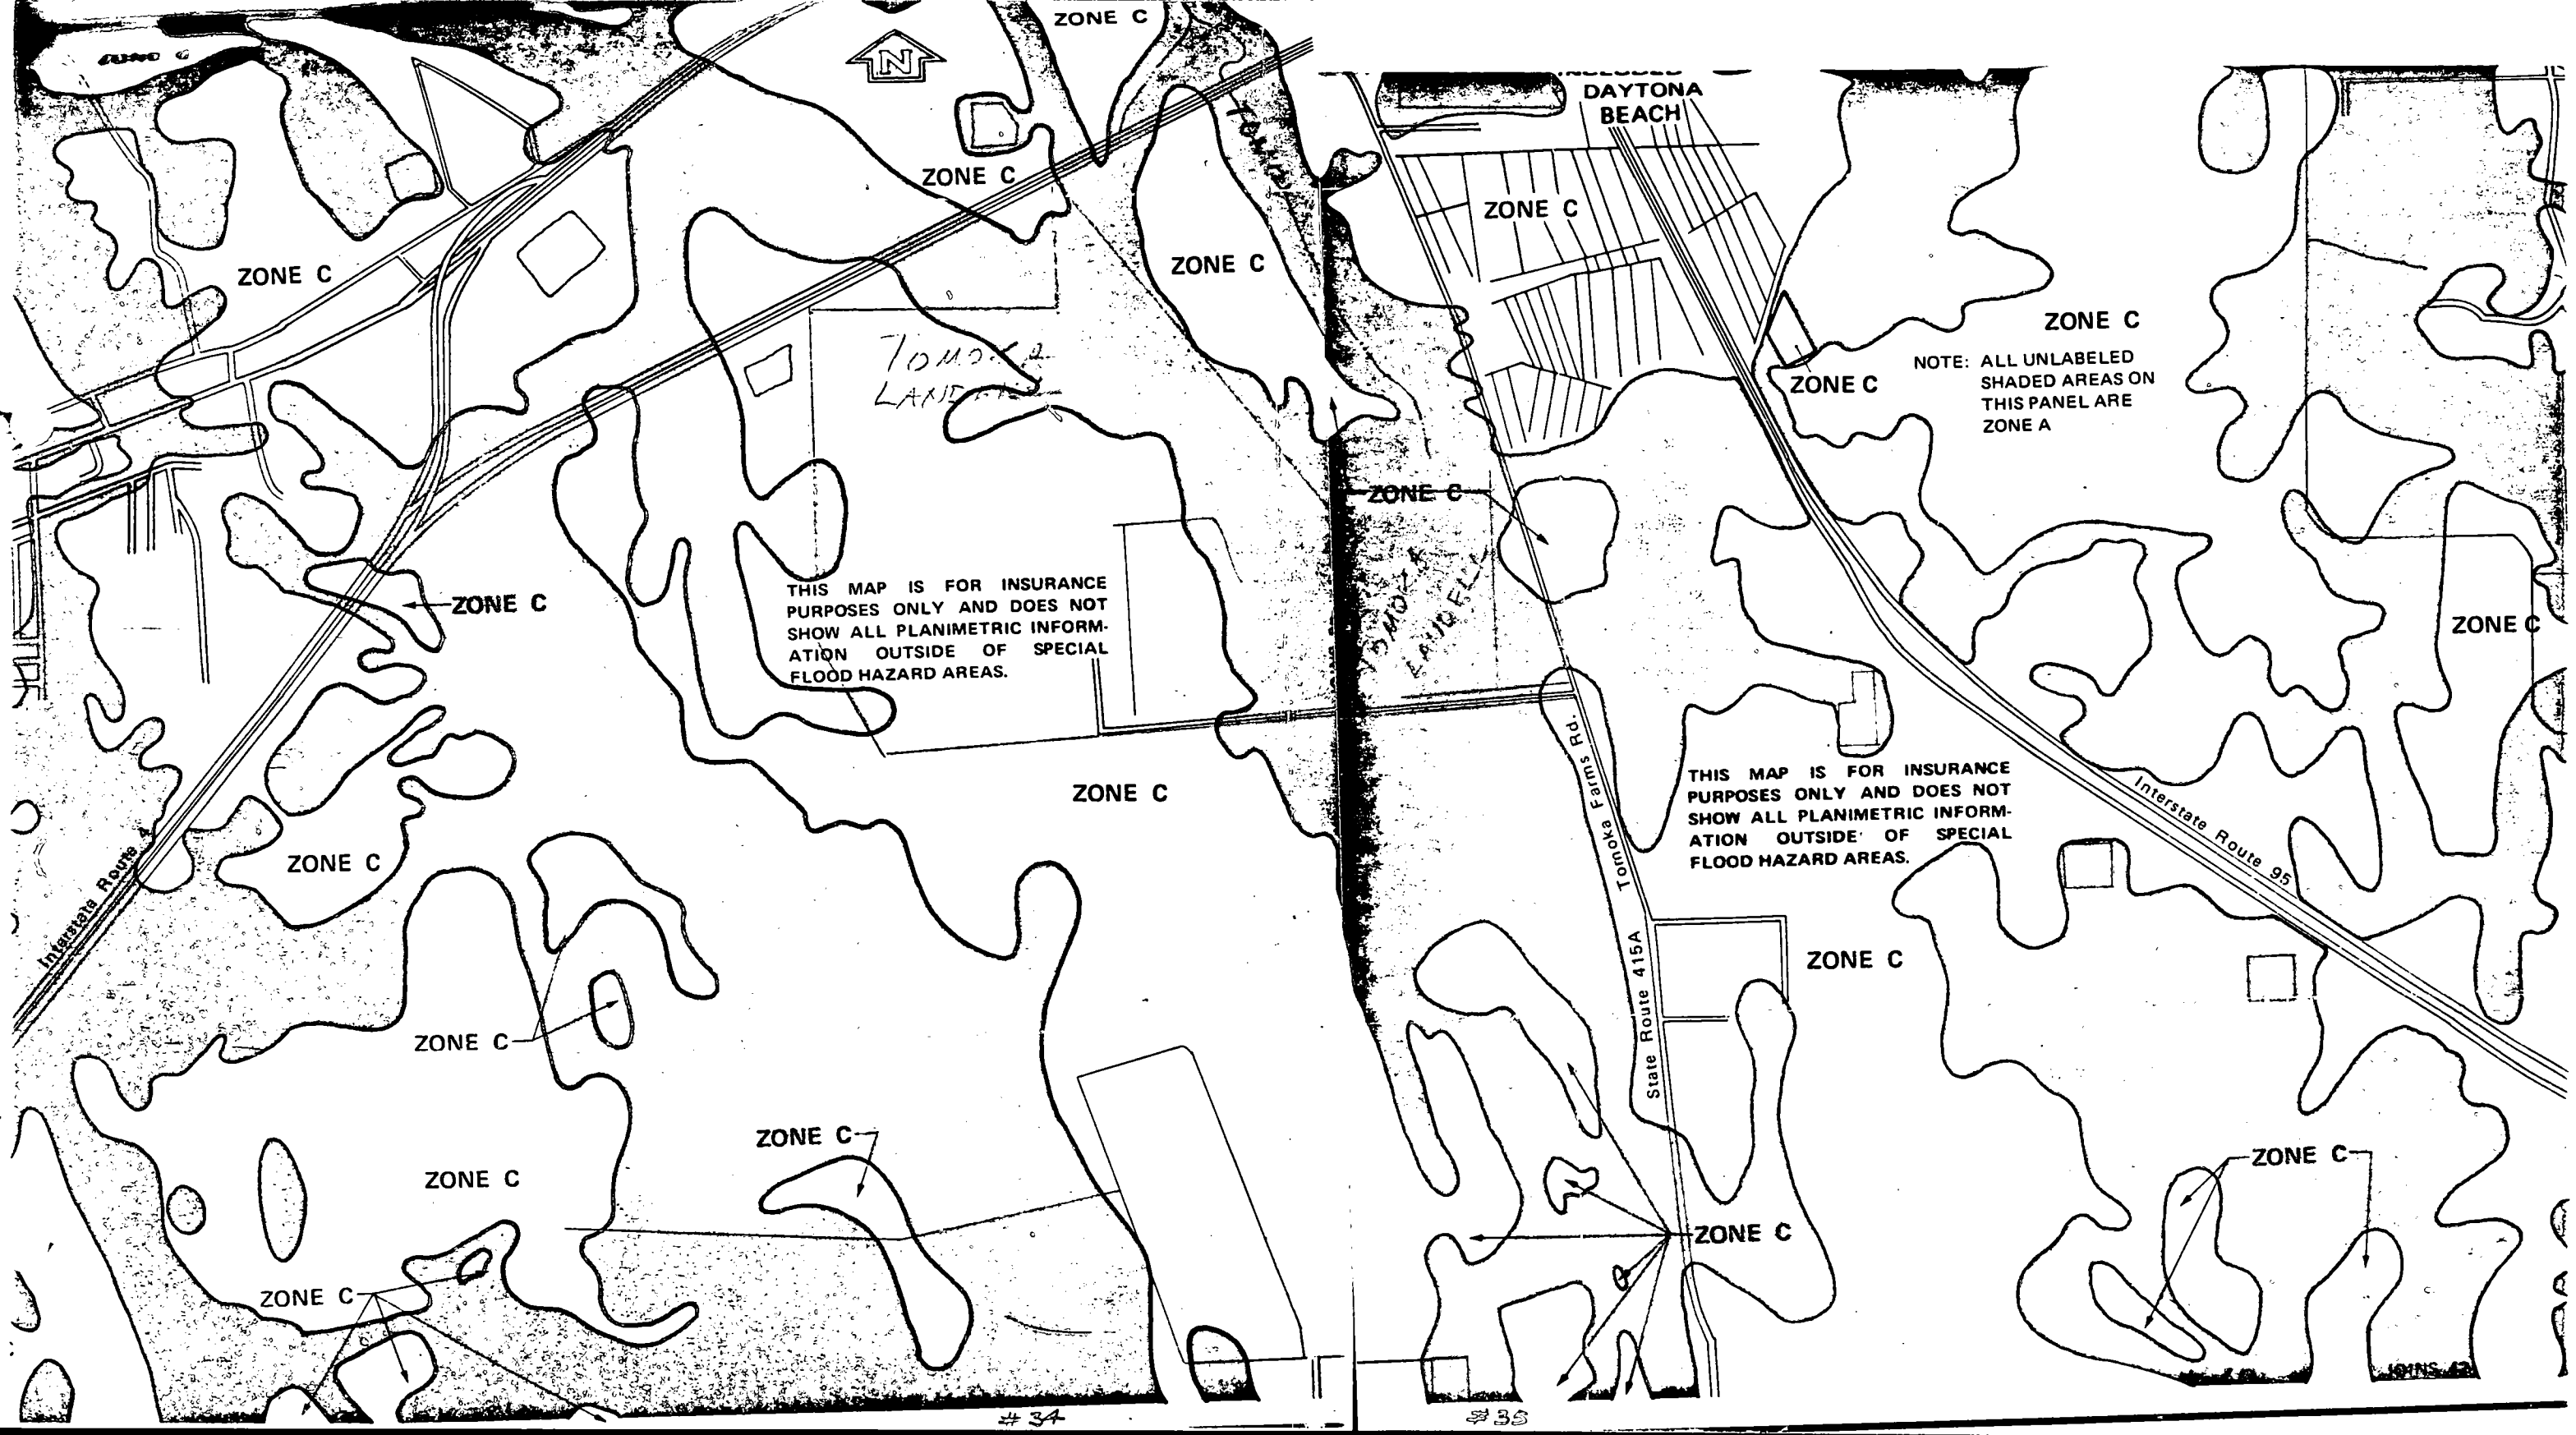 ZONE C
N
DAYTONA
BEACH
ZONE C
ZONE C
ZONE C
ZONE C
ZONE C
ZONE C
NOTE: ALL UNLABELED
SHADED AREAS ON
THIS PANEL ARE
ZONE A
ZONE C
TOMOKA
ZONE C
ZONE C
ZONE C
TOMOKA
LANDFILL
THIS MAP IS FOR INSURANCE
PURPOSES ONLY AND DOES NOT
SHOW ALL PLANIMETRIC INFORM-
ATION OUTSIDE OF SPECIAL
FLOOD HAZARD AREAS.
ZONE C
Tomoka Farms Rd.
THIS MAP IS FOR INSURANCE
PURPOSES ONLY AND DOES NOT
SHOW ALL PLANIMETRIC INFORM-
ATION OUTSIDE OF SPECIAL
FLOOD HAZARD AREAS.
Interstate Route 95
Interstate Route 4
ZONE C
ZONE C
State Route 415A
ZONE C
ZONE C
ZONE C
ZONE C
ZONE C
ZONE C
JOINS 42
# 34
# 35